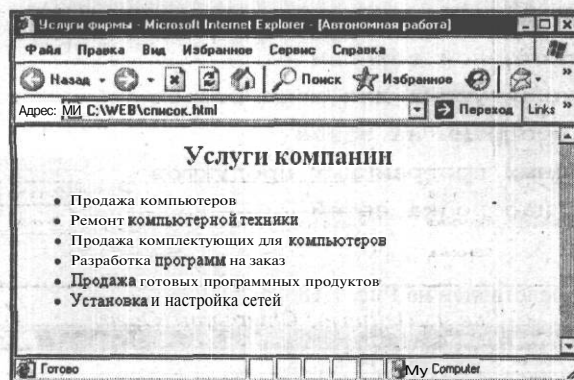 Услуги фирмы - Microsoft Internet Explorer - [Автономная работа]
Файл Правка Вид Избранное Сервис Справка
Назад Поиск Избранное »
Адрес: МИ C:\WEB\список.html Переход Links »
Услуги компании
• Продажа компьютеров
• Ремонт компьютерной техники
• Продажа комплектующих для компьютеров
• Разработка программ на заказ
• Продажа готовых программных продуктов
• Установка и настройка сетей
Готово My Computer